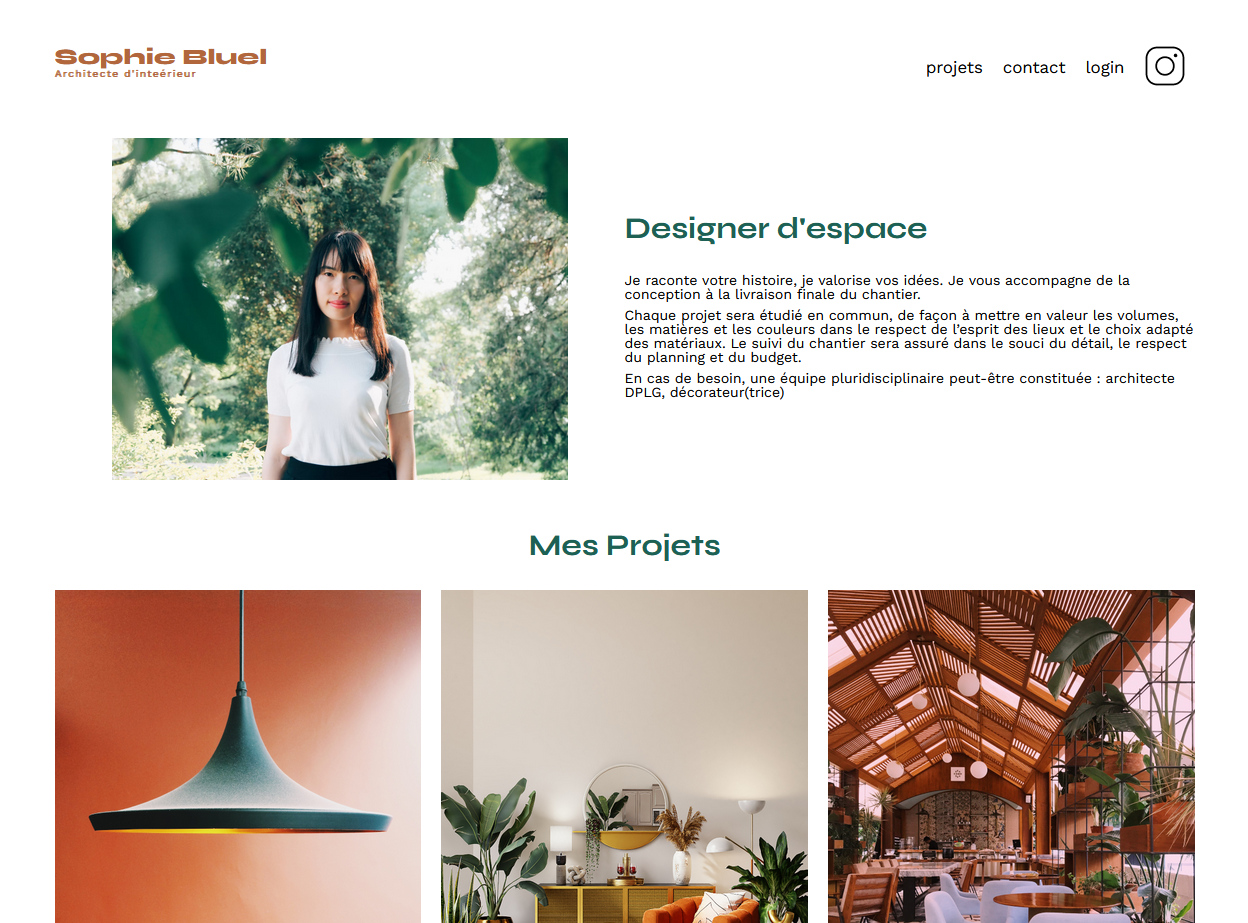 Sophie Bluel
Architecte d'inteérieur
projets contact login
Designer d'espace
Je raconte votre histoire, je valorise vos idées. Je vous accompagne de la
conception à la livraison finale du chantier.
Chaque projet sera étudié en commun, de façon à mettre en valeur les volumes,
les matières et les couleurs dans le respect de l’esprit des lieux et le choix adapté
des matériaux. Le suivi du chantier sera assuré dans le souci du détail, le respect
du planning et du budget.
En cas de besoin, une équipe pluridisciplinaire peut-être constituée : architecte
DPLG, décorateur(trice)
Mes Projets